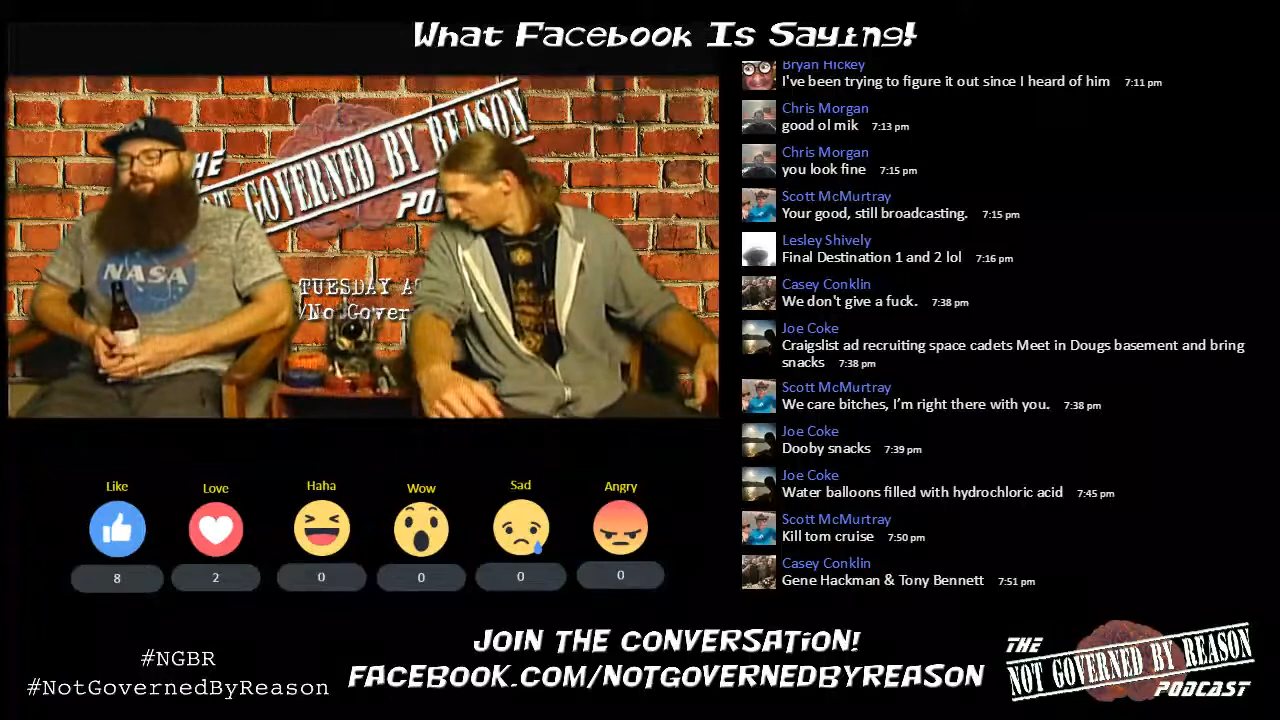 What Facebook Is Saying!
THE
NOT GOVERNED BY REASON
NASA
TUESDAY
/No Gover
Bryan Hickey
I've been trying to figure it out since I heard of him 7:11 pm
Chris Morgan
good ol mik 7:13 pm
Chris Morgan
you look fine 7:15 pm
Scott McMurtray
Your good, still broadcasting. 7:15 pm
Lesley Shively
Final Destination 1 and 2 lol 7:16 pm
Casey Conklin
We don't give a fuck. 7:38 pm
Joe Coke
Craigslist ad recruiting space cadets Meet in Dougs basement and bring
snacks 7:38 pm
Scott McMurtray
We care bitches, I'm right there with you. 7:38 pm
Joe Coke
Dooby snacks 7:39 pm
Joe Coke
Water balloons filled with hydrochloric acid 7:45 pm
Scott McMurtray
Kill tom cruise 7:50 pm
Casey Conklin
Gene Hackman & Tony Bennett 7:51 pm
Like Love Haha Wow Sad Angry
8 2 0 0 0 0
#NGBR
#NotGovernedByReason
JOIN THE CONVERSATION!
FACEBOOK.COM/NOTGOVERNEDBYREASON
THE
NOT GOVERNED BY REASON
PODCAST